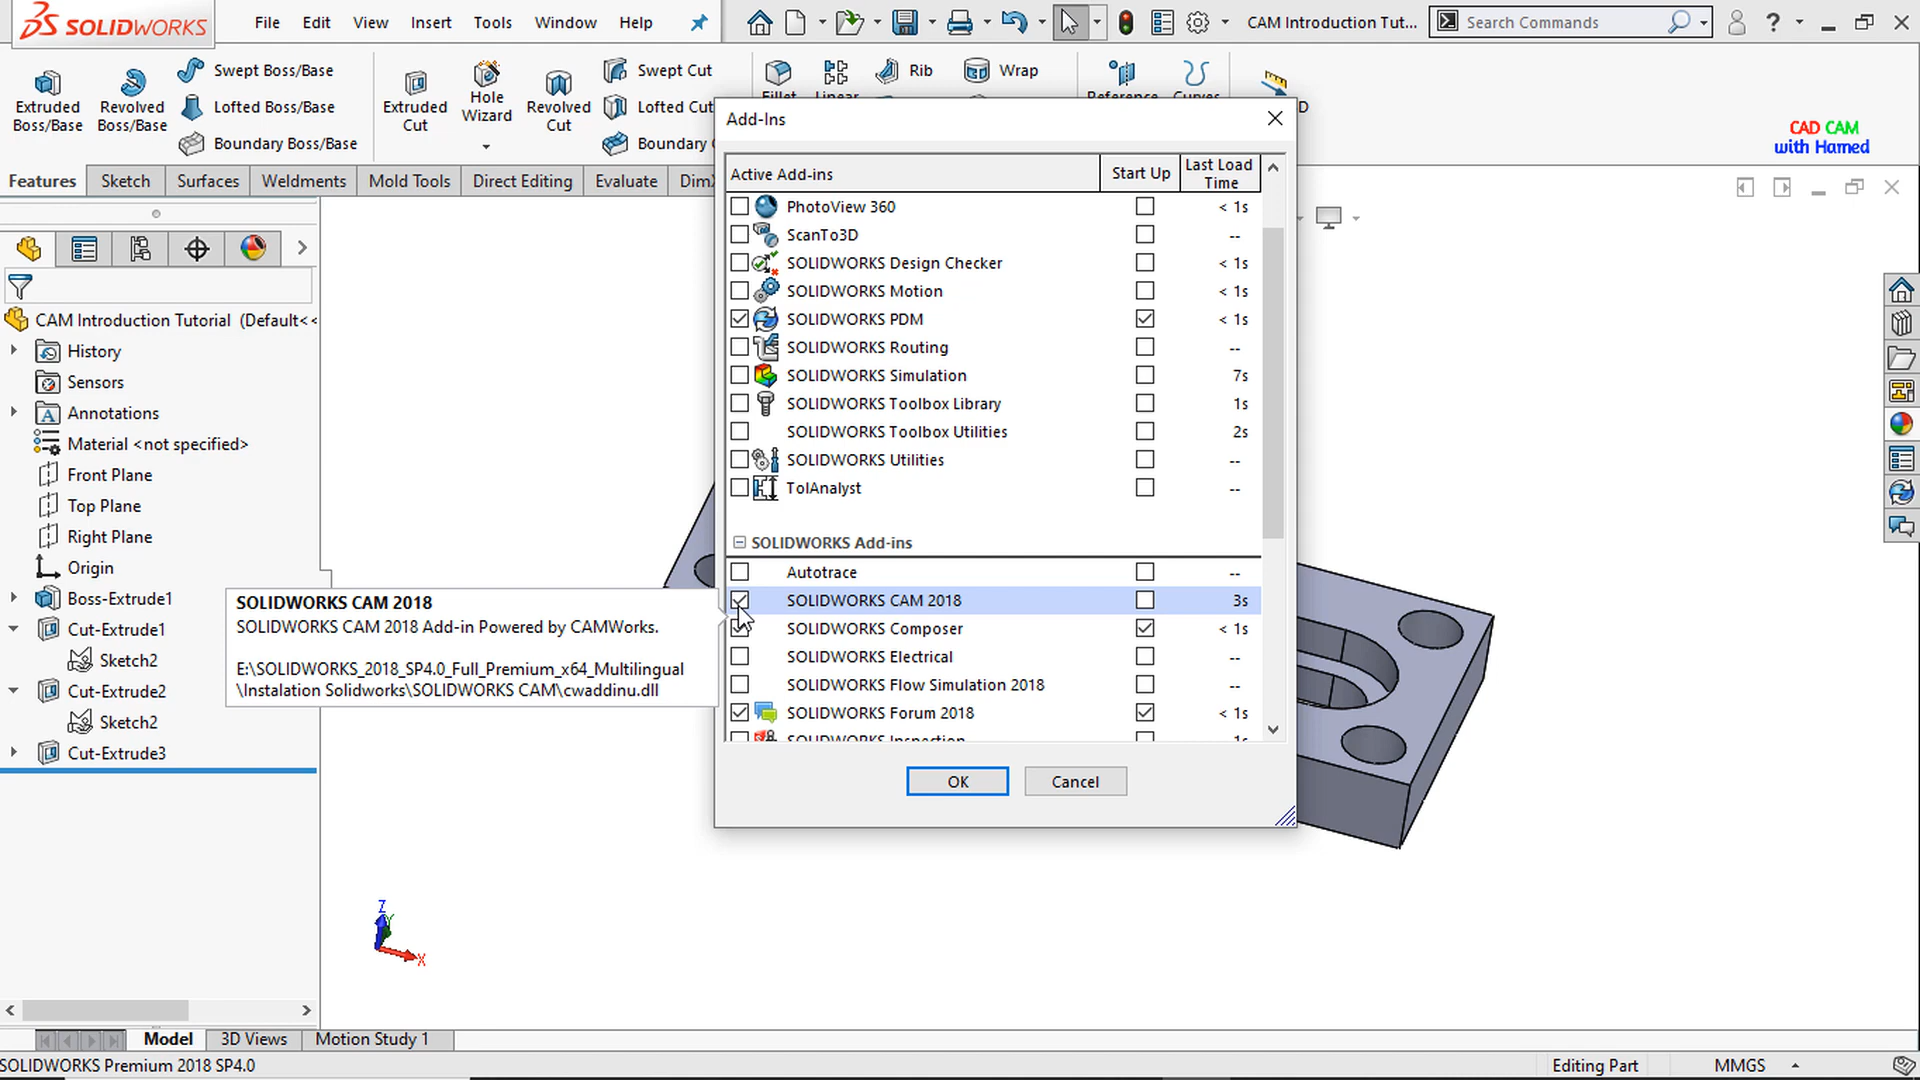 SOLIDWORKS
File Edit View Insert Tools Window Help
CAM Introduction Tut...
Search Commands
?
Extruded Boss/Base
Revolved Boss/Base
Swept Boss/Base
Lofted Boss/Base
Boundary Boss/Base
Extruded Cut
Hole Wizard
Revolved Cut
Swept Cut
Lofted Cut
Boundary
Rib
Wrap
CAD CAM
with Hamed
Features Sketch Surfaces Weldments Mold Tools Direct Editing Evaluate
CAM Introduction Tutorial (Default<<
History
Sensors
Annotations
Material <not specified>
Front Plane
Top Plane
Right Plane
Origin
Boss-Extrude1
Cut-Extrude1
Sketch2
Cut-Extrude2
Sketch2
Cut-Extrude3
Add-Ins
Active Add-ins Start Up Last Load Time
PhotoView 360 < 1s
ScanTo3D --
SOLIDWORKS Design Checker < 1s
SOLIDWORKS Motion < 1s
SOLIDWORKS PDM < 1s
SOLIDWORKS Routing --
SOLIDWORKS Simulation 7s
SOLIDWORKS Toolbox Library 1s
SOLIDWORKS Toolbox Utilities 2s
SOLIDWORKS Utilities --
TolAnalyst --
SOLIDWORKS Add-ins
Autotrace --
SOLIDWORKS CAM 2018 3s
SOLIDWORKS Composer < 1s
SOLIDWORKS Electrical --
SOLIDWORKS Flow Simulation 2018 --
SOLIDWORKS Forum 2018 < 1s
SOLIDWORKS Inspection 1s
OK Cancel
SOLIDWORKS CAM 2018
SOLIDWORKS CAM 2018 Add-in Powered by CAMWorks.
E:\SOLIDWORKS_2018_SP4.0_Full_Premium_x64_Multilingual
\Instalation Solidworks\SOLIDWORKS CAM\cwaddinu.dll
Z
Y
X
Model 3D Views Motion Study 1
SOLIDWORKS Premium 2018 SP4.0
Editing Part
MMGS